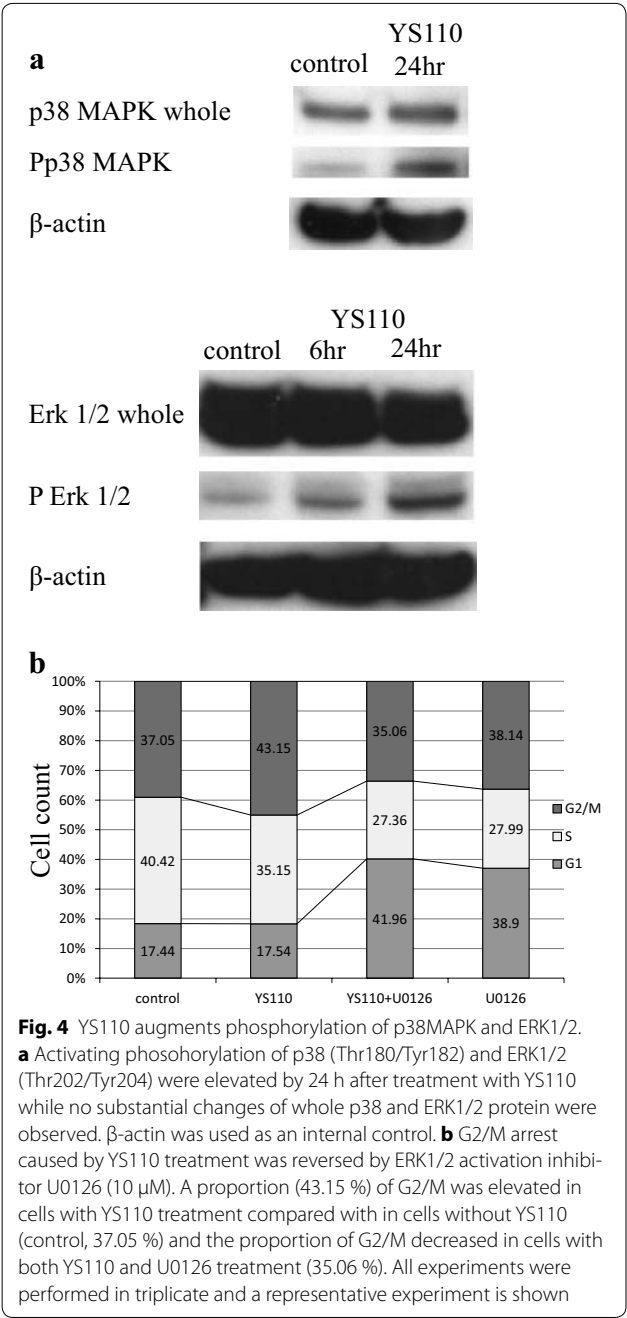 a
YS110
control 24hr
p38 MAPK whole
Pp38 MAPK
β-actin
YS110
control 6hr 24hr
Erk 1/2 whole
P Erk 1/2
β-actin
b
Cell count
100%
90%
80%
70%
60%
50%
40%
30%
20%
10%
0%
37.05 43.15 35.06 38.14
40.42 35.15 27.36 27.99
17.44 17.54 41.96 38.9
G2/M
S
G1
control YS110 YS110+U0126 U0126
Fig. 4 YS110 augments phosphorylation of p38MAPK and ERK1/2.
a Activating phosohorylation of p38 (Thr180/Tyr182) and ERK1/2
(Thr202/Tyr204) were elevated by 24 h after treatment with YS110
while no substantial changes of whole p38 and ERK1/2 protein were
observed. β-actin was used as an internal control. b G2/M arrest
caused by YS110 treatment was reversed by ERK1/2 activation inhibi-
tor U0126 (10 μM). A proportion (43.15 %) of G2/M was elevated in
cells with YS110 treatment compared with in cells without YS110
(control, 37.05 %) and the proportion of G2/M decreased in cells with
both YS110 and U0126 treatment (35.06 %). All experiments were
performed in triplicate and a representative experiment is shown